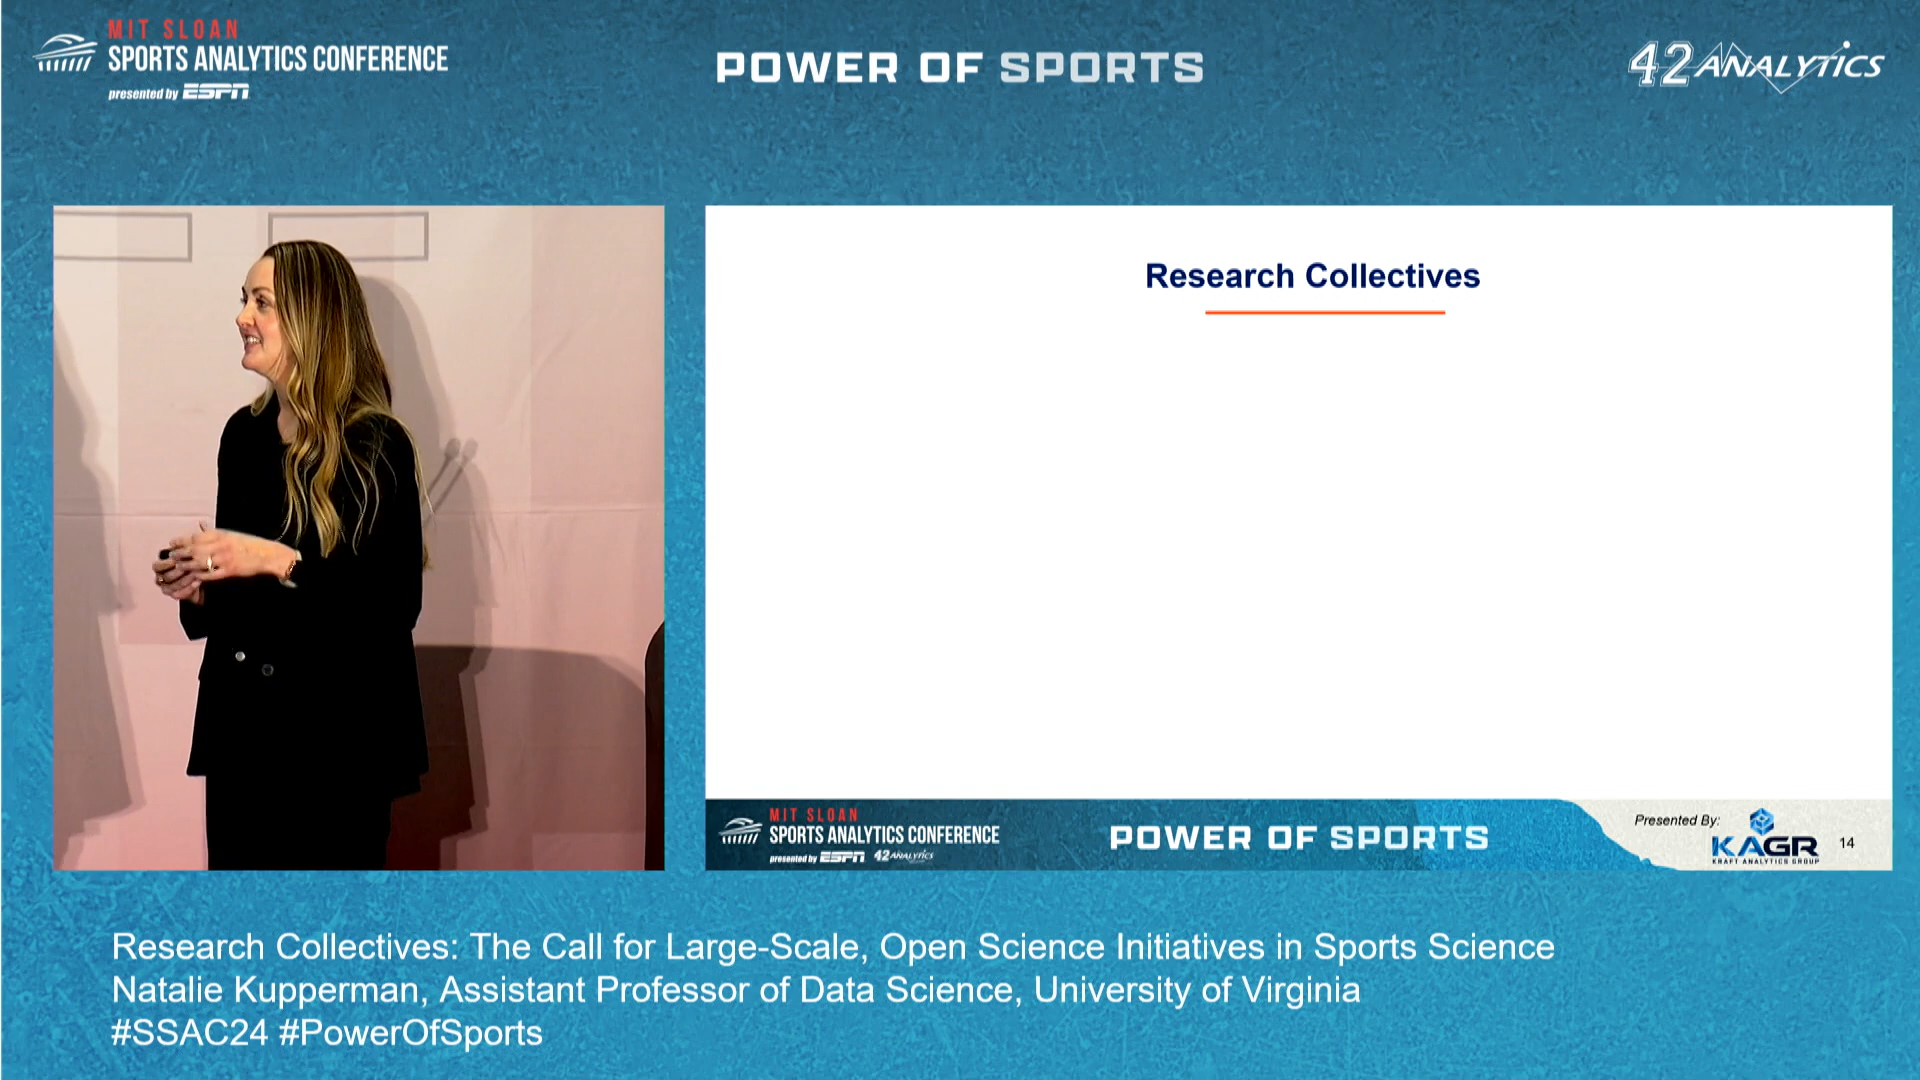 MIT SLOAN
SPORTS ANALYTICS CONFERENCE
presented by ESPN
POWER OF SPORTS
42 ANALYTICS
Research Collectives
MIT SLOAN
SPORTS ANALYTICS CONFERENCE
presented by ESPN 42 ANALYTICS
POWER OF SPORTS
Presented By:
KAGR
KRAFT ANALYTICS GROUP
14
Research Collectives: The Call for Large-Scale, Open Science Initiatives in Sports Science
Natalie Kupperman, Assistant Professor of Data Science, University of Virginia
#SSAC24 #PowerOfSports